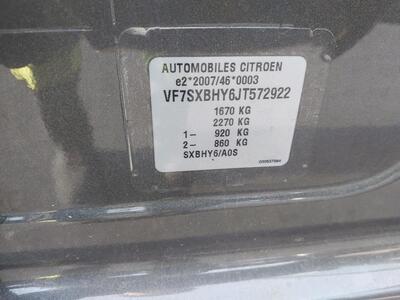 AUTOMOBILES CITROEN
e2*2007/46*0003
VF7SXBHY6JT572922
1670 KG
2270 KG
1- 920 KG
2- 860 KG
SXBHY6/A0S